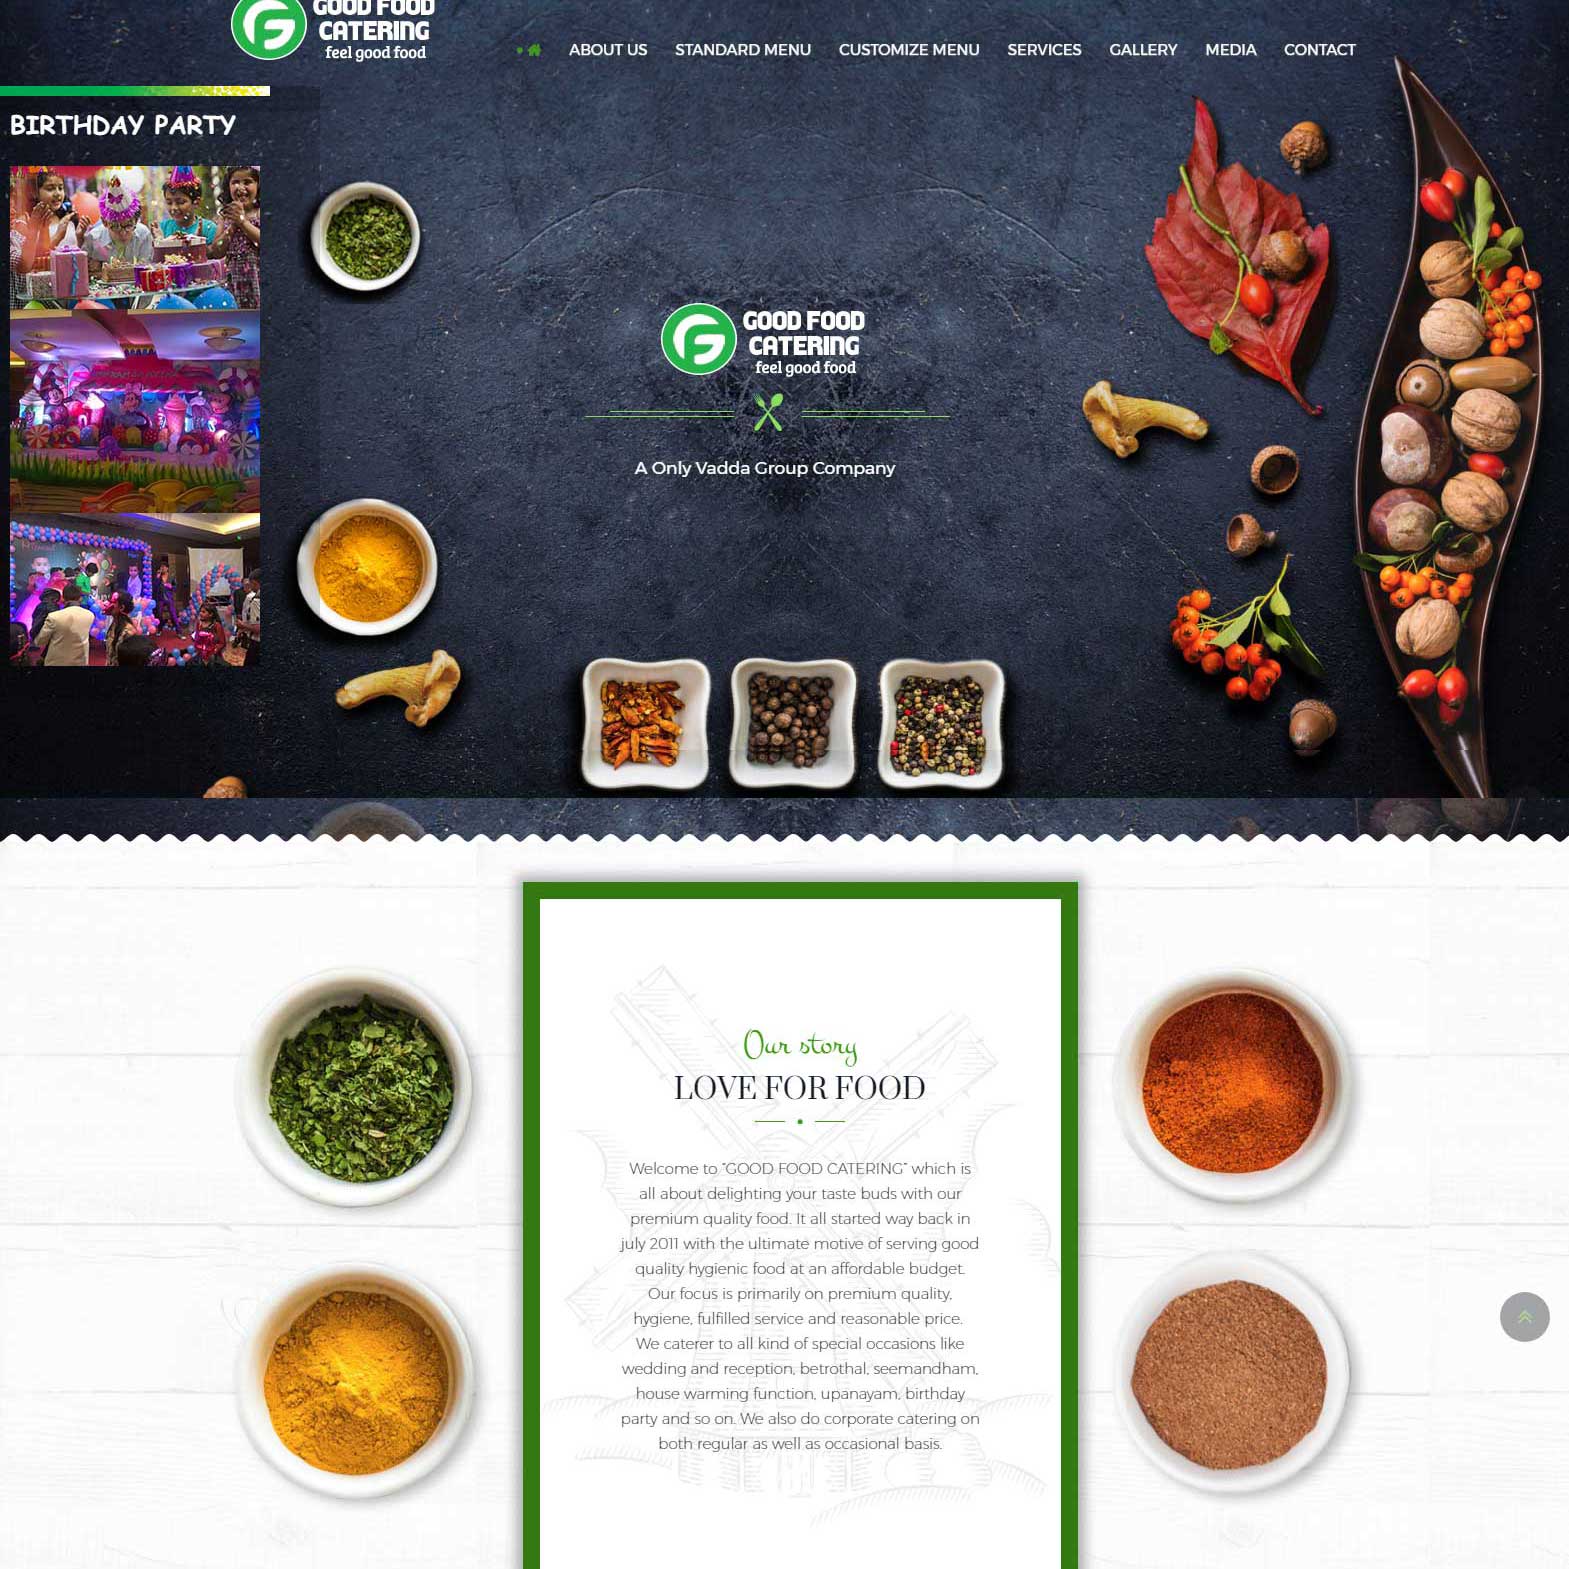 GOOD FOOD
CATERING
feel good food
ABOUT US STANDARD MENU CUSTOMIZE MENU SERVICES GALLERY MEDIA CONTACT
BIRTHDAY PARTY
GOOD FOOD
CATERING
feel good food
A Only Vadda Group Company
Our story
LOVE FOR FOOD
Welcome to “GOOD FOOD CATERING” which is
all about delighting your taste buds with our
premium quality food. It all started way back in
july 2011 with the ultimate motive of serving good
quality hygienic food at an affordable budget.
Our focus is primarily on premium quality,
hygiene, fulfilled service and reasonable price.
We caterer to all kind of special occasions like
wedding and reception, betrothal, seemandham,
house warming function, upanayam, birthday
party and so on. We also do corporate catering on
both regular as well as occasional basis.